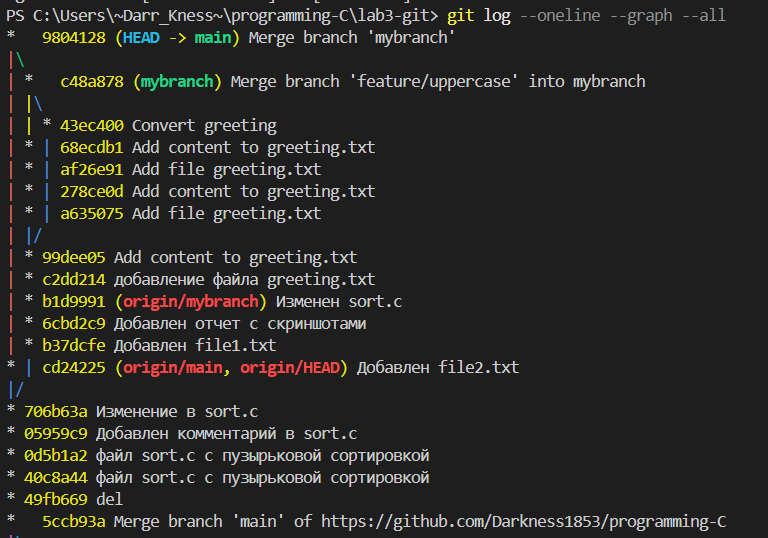 PS C:\Users\~Darr_Kness~\programming-C\lab3-git> git log --oneline --graph --all
*   9804128 (HEAD -> main) Merge branch 'mybranch'
|\
| *   c48a878 (mybranch) Merge branch 'feature/uppercase' into mybranch
| |\
| | * 43ec400 Convert greeting
| * | 68ecdb1 Add content to greeting.txt
| * | af26e91 Add file greeting.txt
| * | 278ce0d Add content to greeting.txt
| * | a635075 Add file greeting.txt
| |/
| * 99dee05 Add content to greeting.txt
| * c2dd214 добавление файла greeting.txt
| * b1d9991 (origin/mybranch) Изменен sort.c
| * 6cbd2c9 Добавлен отчет с скриншотами
| * b37dcfe Добавлен file1.txt
* | cd24225 (origin/main, origin/HEAD) Добавлен file2.txt
|/
* 706b63a Изменение в sort.c
* 05959c9 Добавлен комментарий в sort.c
* 0d5b1a2 файл sort.c с пузырьковой сортировкой
* 40c8a44 файл sort.c с пузырьковой сортировкой
* 49fb669 del
*   5ccb93a Merge branch 'main' of https://github.com/Darkness1853/programming-C